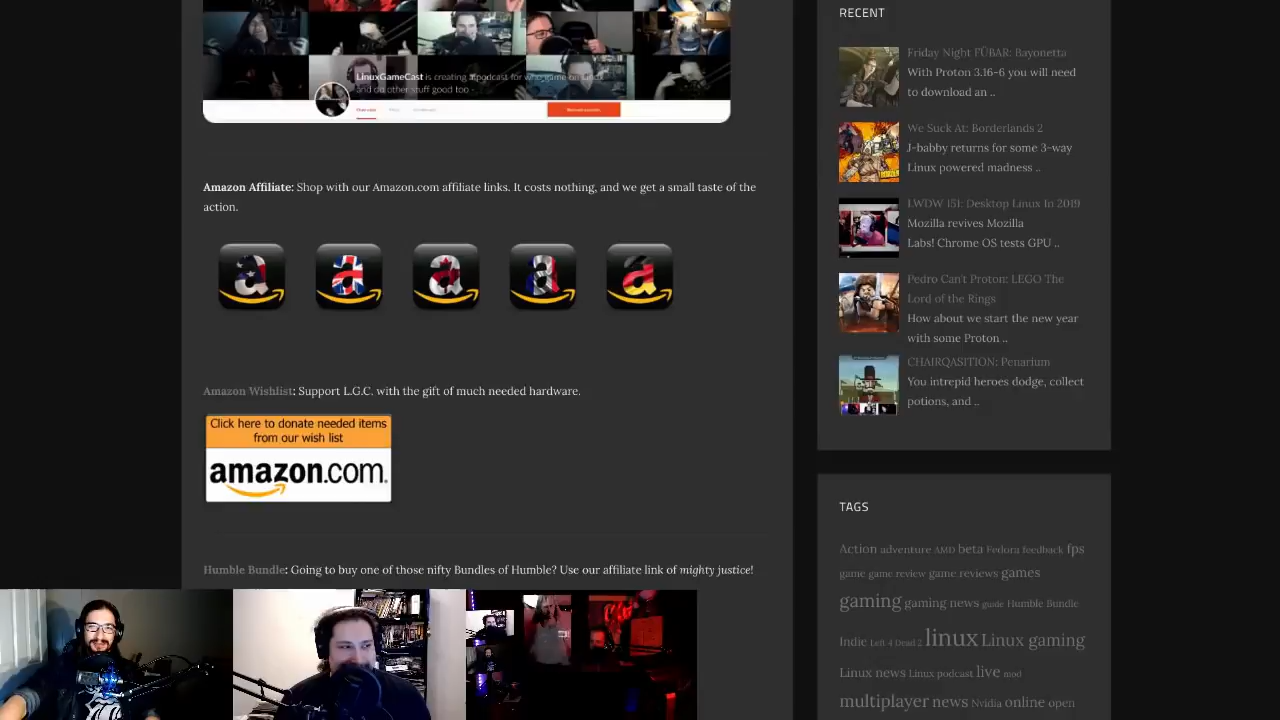 LinuxGameCast is creating a podcast for who game on Linux
and do other stuff good too -
Amazon Affiliate: Shop with our Amazon.com affiliate links. It costs nothing, and we get a small taste of the
action.
a a a a a
Amazon Wishlist: Support L.G.C. with the gift of much needed hardware.
Click here to donate needed items
from our wish list
amazon.com.
Humble Bundle: Going to buy one of those nifty Bundles of Humble? Use our affiliate link of mighty justice!
RECENT
Friday Night FÜBAR: Bayonetta
With Proton 3.16-6 you will need
to download an ..
We Suck At: Borderlands 2
J-babby returns for some 3-way
Linux powered madness ..
LWDW 151: Desktop Linux In 2019
Mozilla revives Mozilla
Labs! Chrome OS tests GPU ..
Pedro Can't Proton: LEGO The
Lord of the Rings
How about we start the new year
with some Proton ..
CHAIRQASITION: Penarium
You intrepid heroes dodge, collect
potions, and ..
TAGS
Action adventure AMD beta Fedora feedback fps
game game review game reviews games
gaming gaming news guide Humble Bundle
Indie Left 4 Dead 2 linux Linux gaming
Linux news Linux podcast live mod
multiplayer news Nvidia online open